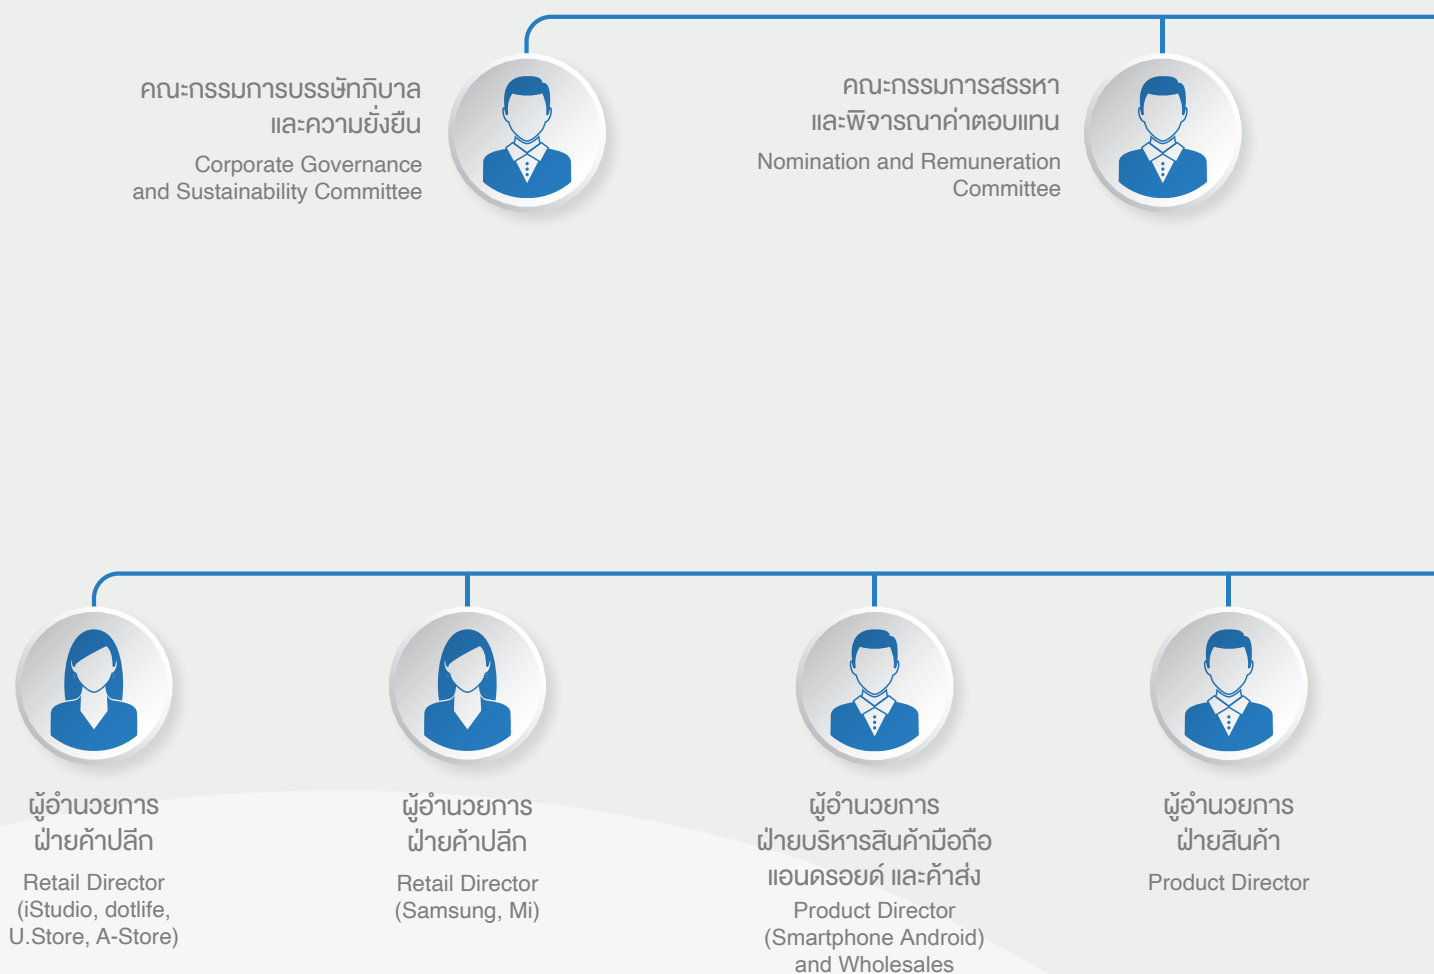 คณะกรรมการบรรษัทภิบาล
และความยั่งยืน
Corporate Governance
and Sustainability Committee
คณะกรรมการสรรหา
และพิจารณาค่าตอบแทน
Nomination and Remuneration
Committee
ผู้อำนวยการ
ฝ่ายค้าปลีก
Retail Director
(iStudio, dotlife,
U.Store, A-Store)
ผู้อำนวยการ
ฝ่ายค้าปลีก
Retail Director
(Samsung, Mi)
ผู้อำนวยการ
ฝ่ายบริหารสินค้ามือถือ
แอนดรอยด์ และค้าส่ง
Product Director
(Smartphone Android)
and Wholesales
ผู้อำนวยการ
ฝ่ายสินค้า
Product Director